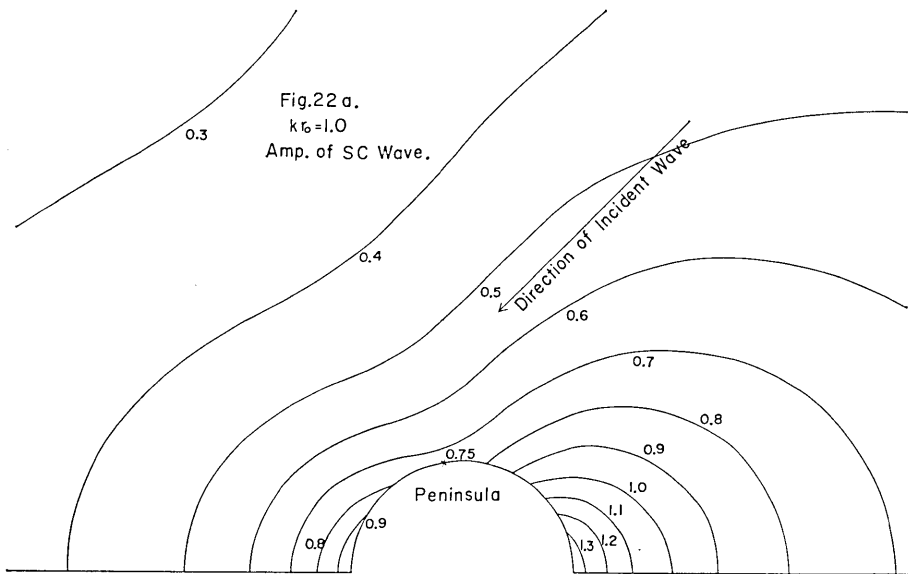 Fig.22 a.
kr₀=1.0
Amp. of SC Wave.
0.3
0.4
0.5
Direction of Incident Wave
0.6
0.7
0.8
0.9
0.75
Peninsula
1.0
1.1
1.2
1.3
0.8
0.9